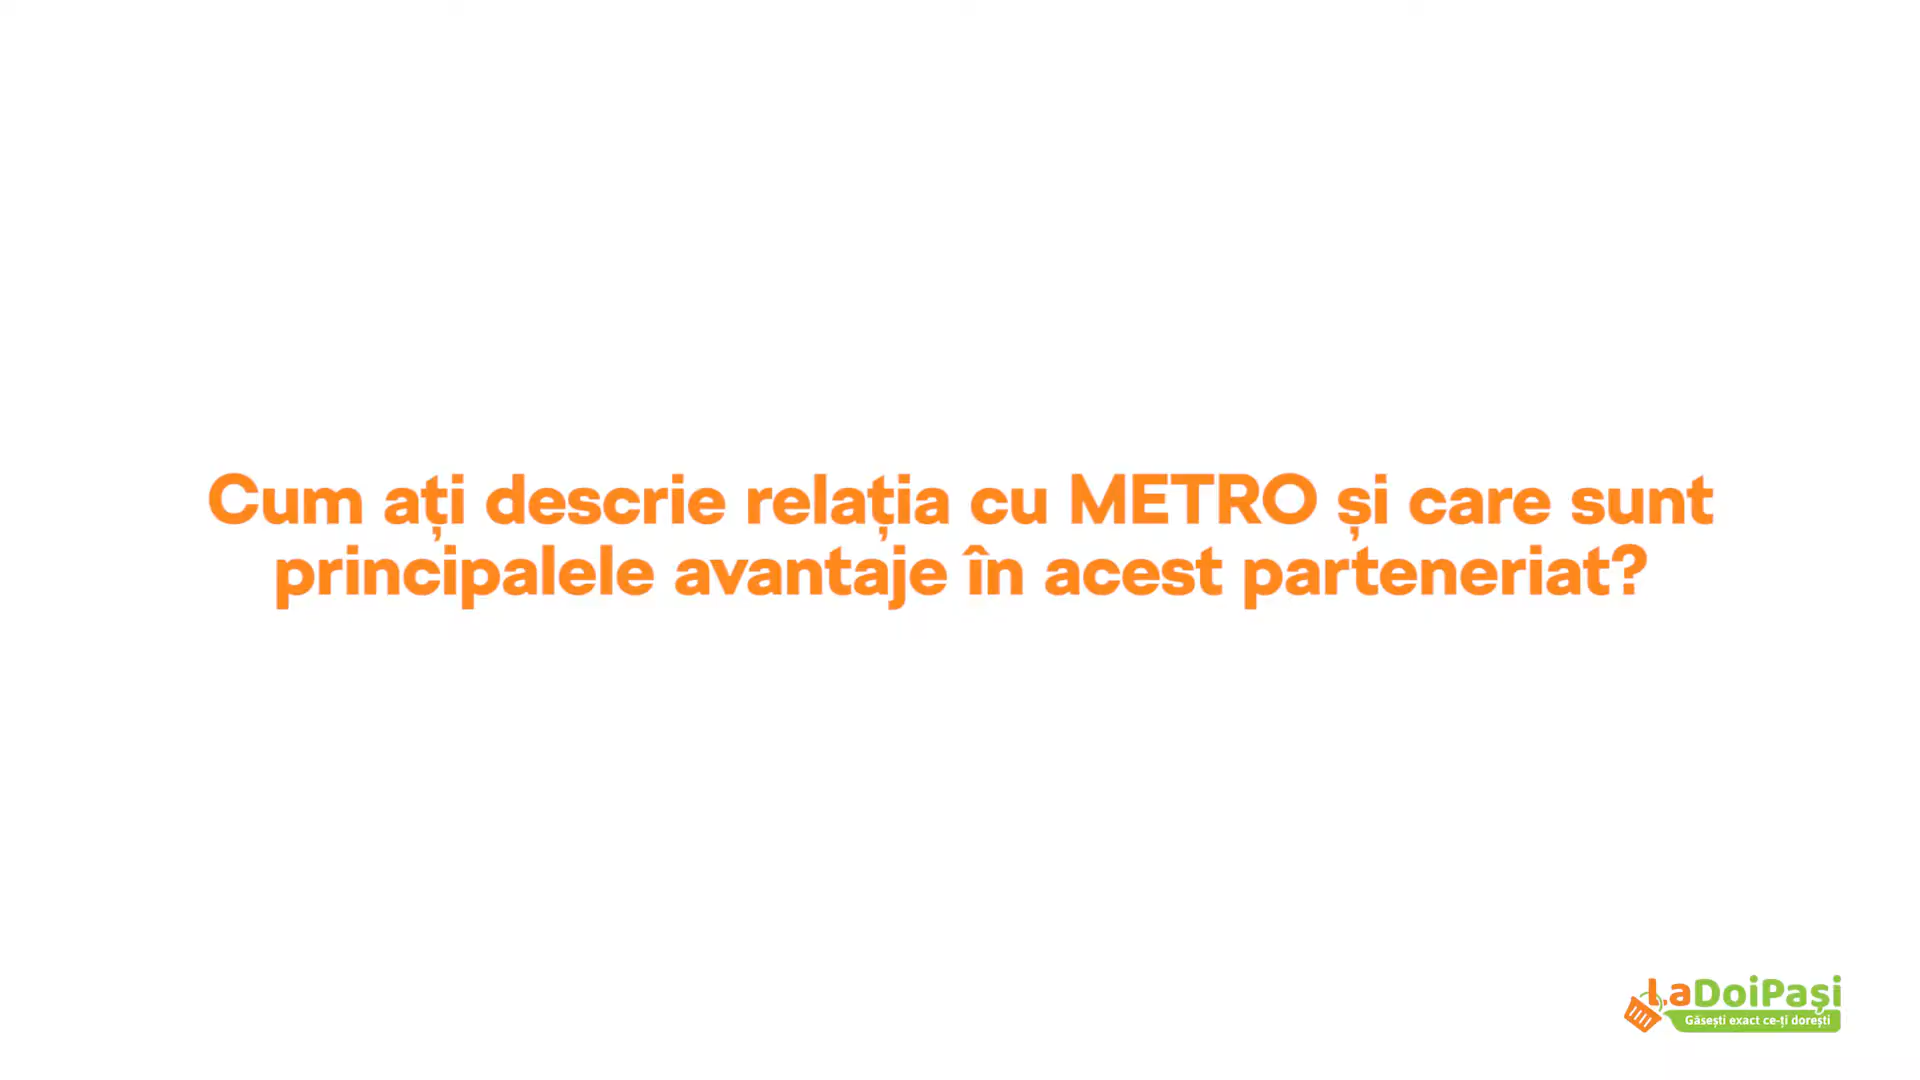 Cum ați descrie relația cu METRO și care sunt
principalele avantaje în acest parteneriat?
LaDoiPași
Găsești exact ce-ți dorești